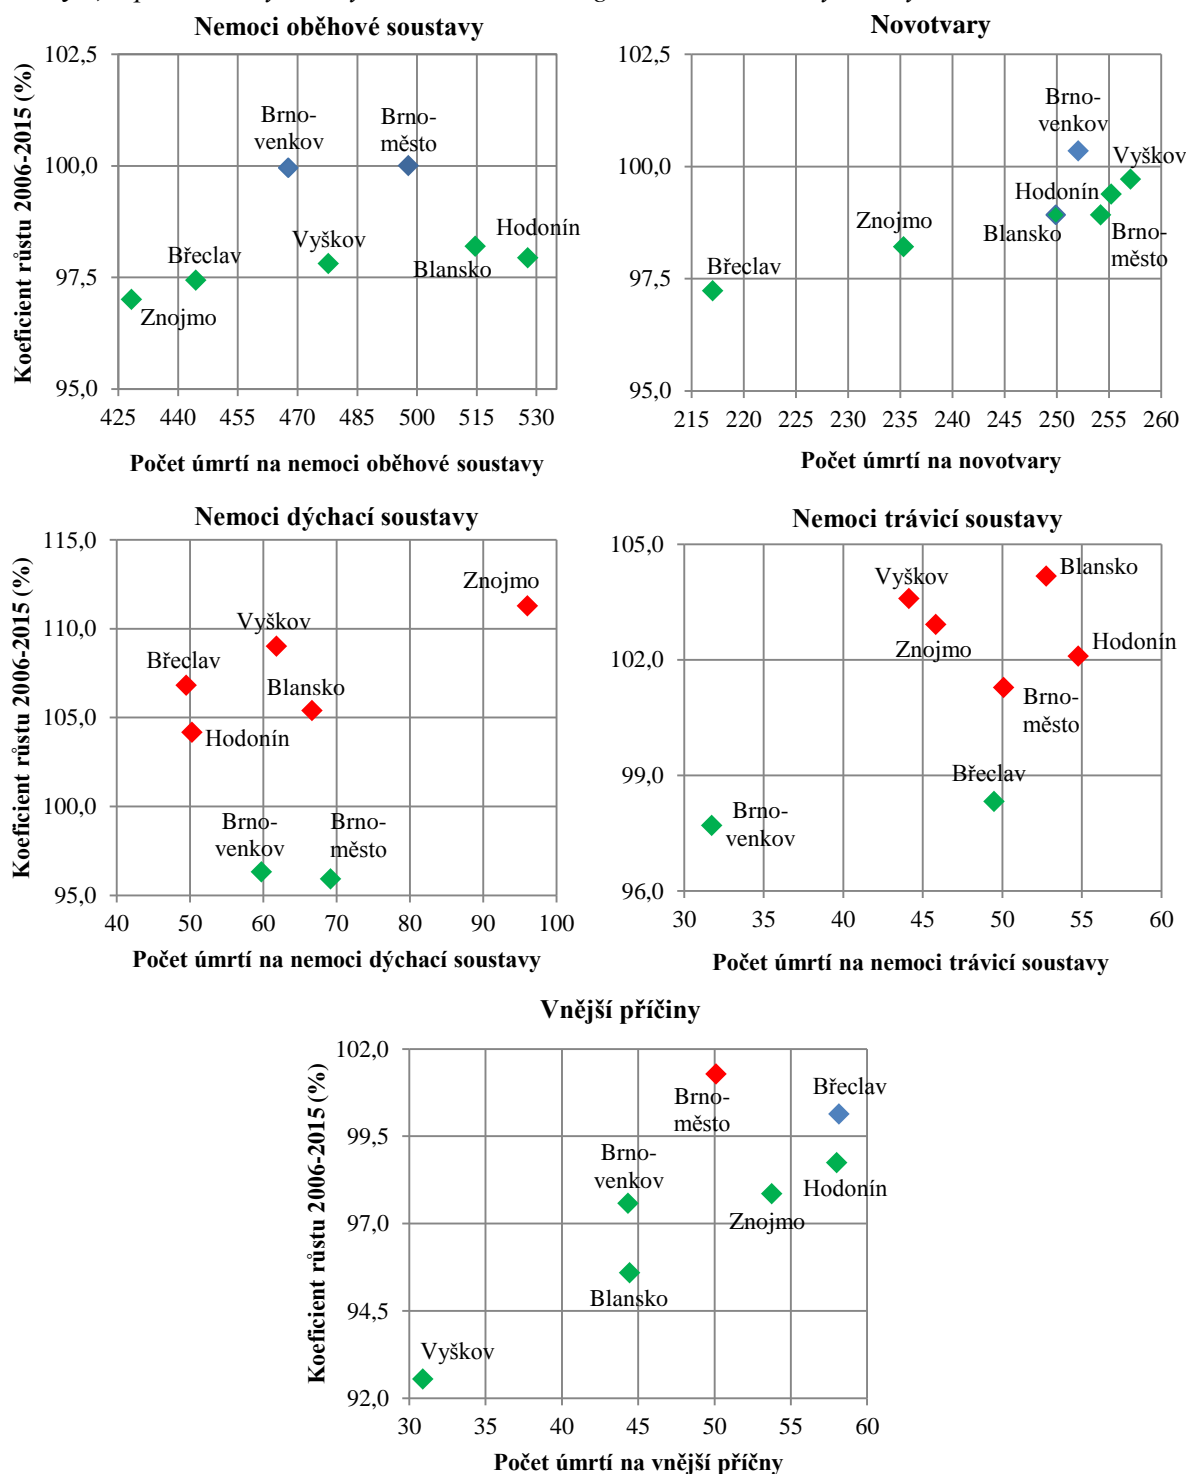 Nemoci oběhové soustavy
Koeficient růstu 2006-2015 (%)
102,5
100,0
97,5
95,0
Brno-
venkov
Brno-
město
Hodonín
Vyškov
Břeclav
Blansko
Znojmo
425 440 455 470 485 500 515 530
Počet úmrtí na nemoci oběhové soustavy
Novotvary
102,5
100,0
97,5
95,0
Brno-
venkov
Vyškov
Hodonín
Znojmo
Blansko
Brno-
město
Břeclav
215 220 225 230 235 240 245 250 255 260
Počet úmrtí na novotvary
Nemoci dýchací soustavy
Koeficient růstu 2006-2015 (%)
115,0
110,0
105,0
100,0
95,0
Znojmo
Vyškov
Břeclav
Blansko
Hodonín
Brno-
venkov
Brno-
město
40 50 60 70 80 90 100
Počet úmrtí na nemoci dýchací soustavy
Nemoci trávicí soustavy
105,0
102,0
99,0
96,0
Blansko
Vyškov
Hodonín
Znojmo
Brno-
město
Břeclav
Brno-
venkov
30 35 40 45 50 55 60
Počet úmrtí na nemoci trávicí soustavy
Vnější příčiny
Koeficient růstu 2006-2015 (%)
102,0
99,5
97,0
94,5
92,0
Břeclav
Brno-
město
Brno-
venkov
Hodonín
Znojmo
Blansko
Vyškov
30 35 40 45 50 55 60
Počet úmrtí na vnější příčny